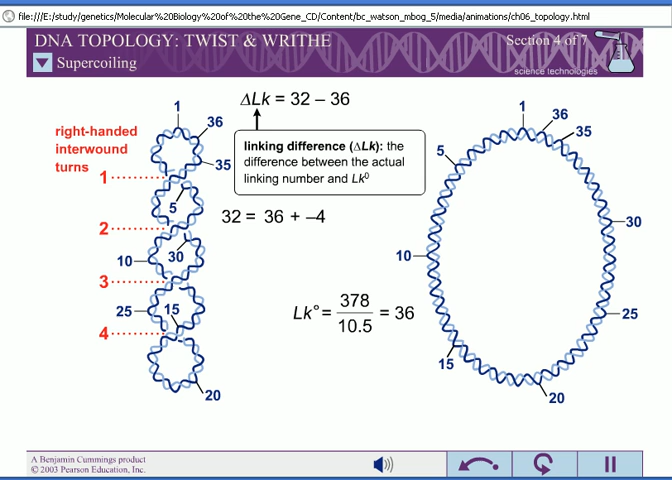 file:///E:/study/genetics/Molecular%20Biology%20of%20the%20Gene_CD/Content/bc_watson_mbog_5/media/animations/ch06_topology.html
DNA TOPOLOGY: TWIST & WRITHE
Section 4 of 7
Supercoiling
science technologies
ΔLk = 32 – 36
linking difference (ΔLk): the
difference between the actual
linking number and Lk⁰
32 = 36 + –4
Lk° = 378 / 10.5 = 36
right-handed
interwound
turns
1
2
3
4
1
36
35
5
30
10
25
15
20
1
36
35
5
30
10
25
15
20
A Benjamin Cummings product
© 2003 Pearson Education, Inc.